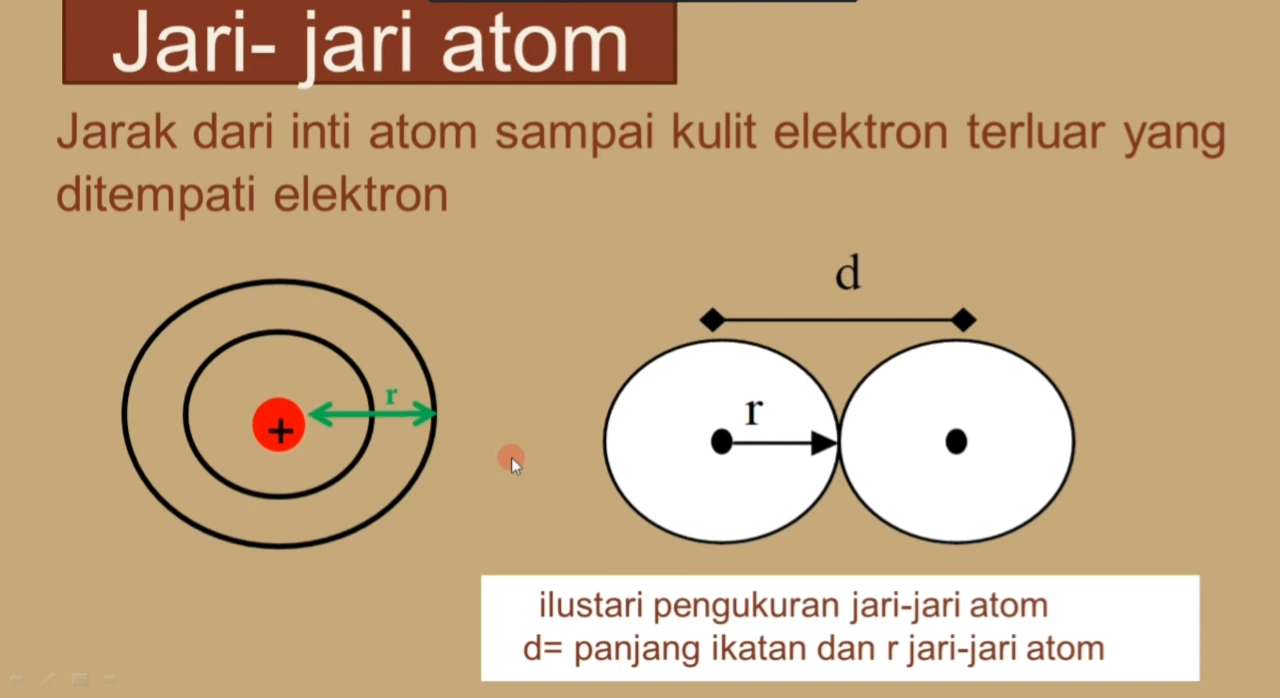 Jari- jari atom
Jarak dari inti atom sampai kulit elektron terluar yang
ditempati elektron
d
r
+
r
ilustari pengukuran jari-jari atom
d= panjang ikatan dan r jari-jari atom